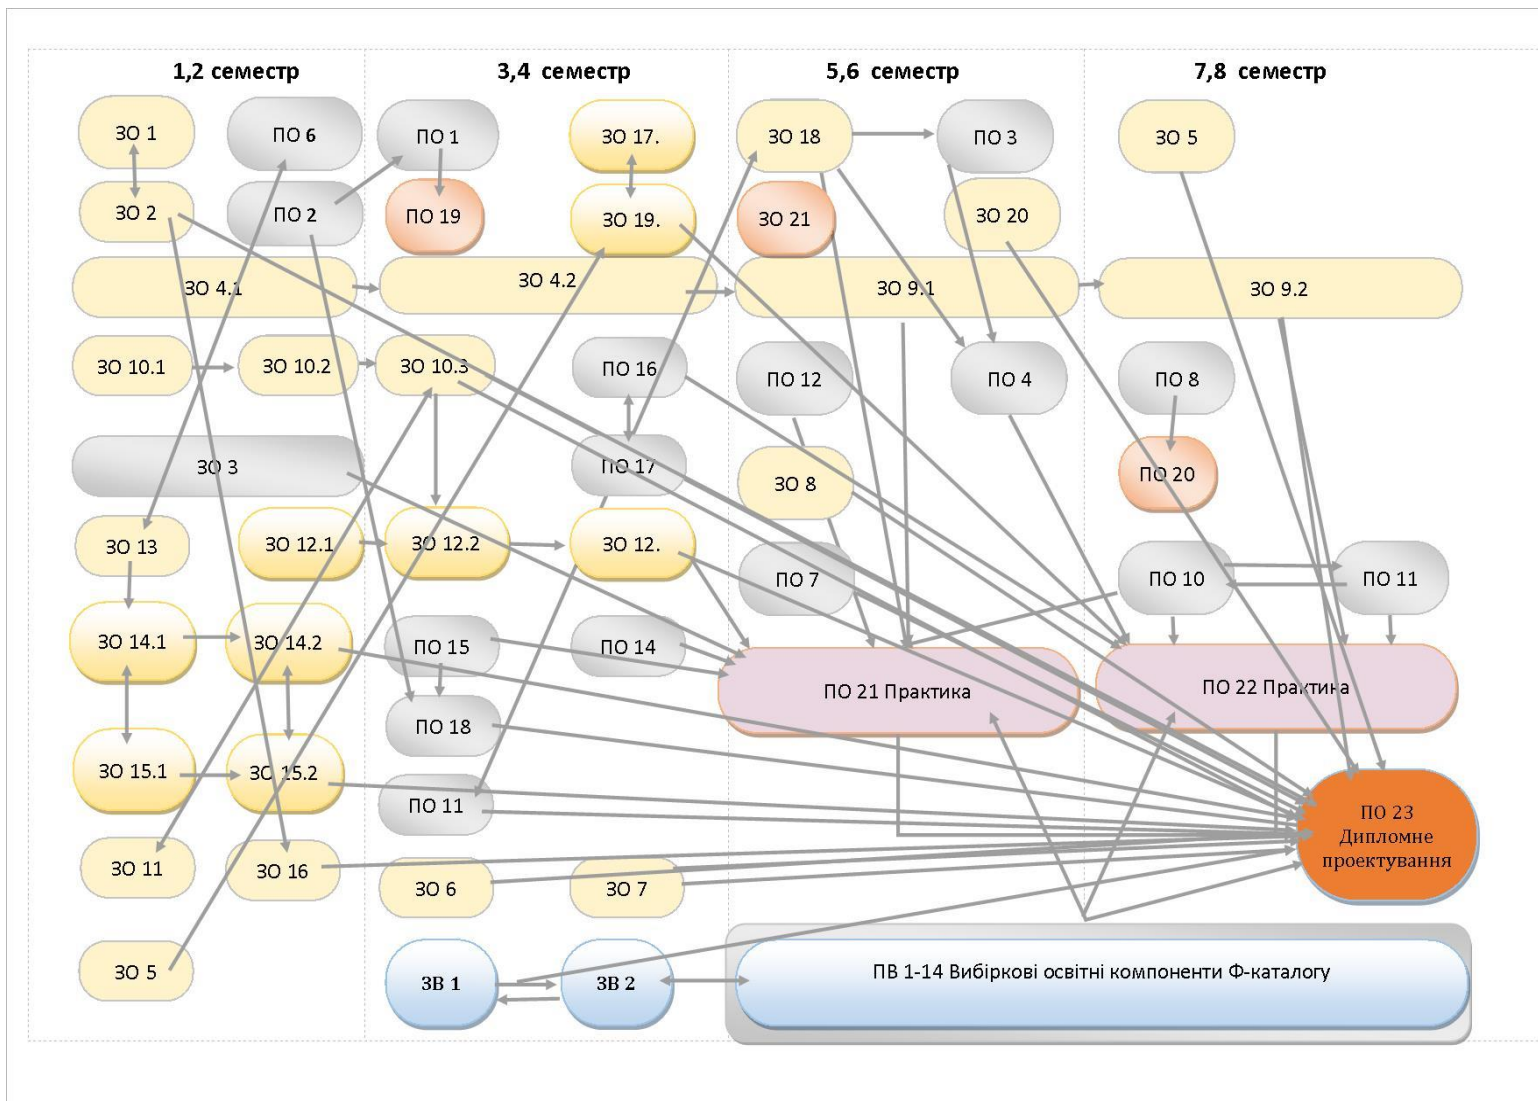 1,2 семестр
3,4 семестр
5,6 семестр
7,8 семестр
ЗО 1
ПО 6
ПО 1
ЗО 17.
ЗО 18
ПО 3
ЗО 5
ЗО 2
ПО 2
ПО 19
ЗО 19.
ЗО 21
ЗО 20
ЗО 4.1
ЗО 4.2
ЗО 9.1
ЗО 9.2
ЗО 10.1
ЗО 10.2
ЗО 10.3
ПО 16
ПО 12
ПО 4
ПО 8
ЗО 3
ПО 17
ЗО 8
ПО 20
ЗО 13
ЗО 12.1
ЗО 12.2
ЗО 12.
ПО 7
ПО 10
ПО 11
ЗО 14.1
ЗО 14.2
ПО 15
ПО 14
ПО 21 Практика
ПО 22 Практика
ПО 18
ЗО 15.1
ЗО 15.2
ПО 11
ПО 23
Дипломне
проектування
ЗО 11
ЗО 16
ЗО 6
ЗО 7
ЗО 5
ЗВ 1
ЗВ 2
ПВ 1-14 Вибіркові освітні компоненти Ф-каталогу